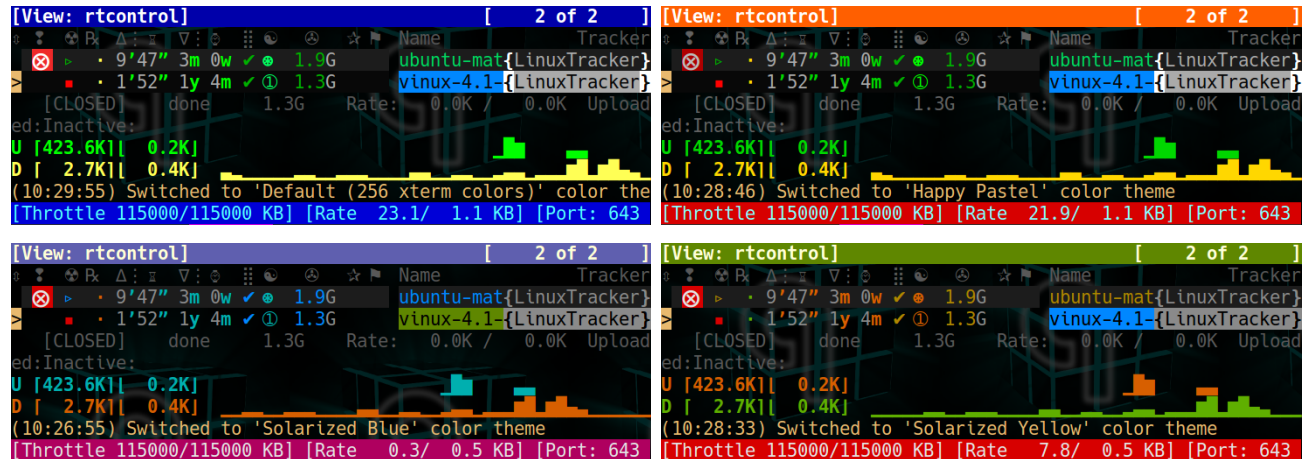 [View: rtcontrol] [ 2 of 2 ]
℞ Δ⋮ ∇⋮ Name Tracker
9’47” 3m 0w ✔ 1.9G ubuntu-mat{LinuxTracker}
> 1’52” 1y 4m ✔ ① 1.3G vinux-4.1-{LinuxTracker}
[CLOSED] done 1.3G Rate: 0.0K / 0.0K Upload
ed:Inactive:
U ⌈423.6K⌉⌊ 0.2K⌋
D ⌈ 2.7K⌉⌊ 0.4K⌋
(10:29:55) Switched to 'Default (256 xterm colors)' color the
[Throttle 115000/115000 KB] [Rate 23.1/ 1.1 KB] [Port: 643
[View: rtcontrol] [ 2 of 2 ]
℞ Δ⋮ ∇⋮ Name Tracker
9’47” 3m 0w ✔ 1.9G ubuntu-mat{LinuxTracker}
> 1’52” 1y 4m ✔ ① 1.3G vinux-4.1-{LinuxTracker}
[CLOSED] done 1.3G Rate: 0.0K / 0.0K Upload
ed:Inactive:
U ⌈423.6K⌉⌊ 0.2K⌋
D ⌈ 2.7K⌉⌊ 0.4K⌋
(10:28:46) Switched to 'Happy Pastel' color theme
[Throttle 115000/115000 KB] [Rate 21.9/ 1.1 KB] [Port: 643
[View: rtcontrol] [ 2 of 2 ]
℞ Δ⋮ ∇⋮ Name Tracker
9’47” 3m 0w ✔ 1.9G ubuntu-mat{LinuxTracker}
> 1’52” 1y 4m ✔ ① 1.3G vinux-4.1-{LinuxTracker}
[CLOSED] done 1.3G Rate: 0.0K / 0.0K Upload
ed:Inactive:
U ⌈423.6K⌉⌊ 0.2K⌋
D ⌈ 2.7K⌉⌊ 0.4K⌋
(10:26:55) Switched to 'Solarized Blue' color theme
[Throttle 115000/115000 KB] [Rate 0.3/ 0.5 KB] [Port: 643
[View: rtcontrol] [ 2 of 2 ]
℞ Δ⋮ ∇⋮ Name Tracker
9’47” 3m 0w ✔ 1.9G ubuntu-mat{LinuxTracker}
> 1’52” 1y 4m ✔ ① 1.3G vinux-4.1-{LinuxTracker}
[CLOSED] done 1.3G Rate: 0.0K / 0.0K Upload
ed:Inactive:
U ⌈423.6K⌉⌊ 0.2K⌋
D ⌈ 2.7K⌉⌊ 0.4K⌋
(10:28:33) Switched to 'Solarized Yellow' color theme
[Throttle 115000/115000 KB] [Rate 7.8/ 0.5 KB] [Port: 643